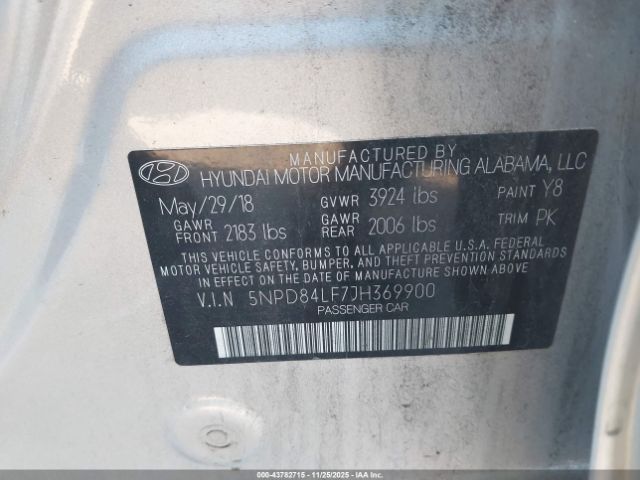 MANUFACTURED BY
HYUNDAI MOTOR MANUFACTURING ALABAMA, LLC
May/29/18 GVWR 3924 lbs PAINT Y8
GAWR FRONT 2183 lbs GAWR REAR 2006 lbs TRIM PK
THIS VEHICLE CONFORMS TO ALL APPLICABLE U.S. FEDERAL
MOTOR VEHICLE SAFETY, BUMPER, AND THEFT PREVENTION STANDARDS
IN EFFECT ON THE DATE OF MANUFACTURE SHOWN ABOVE.
V.I.N 5NPD84LF7JH369900
PASSENGER CAR
000-43782715 - 11/25/2025 - IAAI.COM